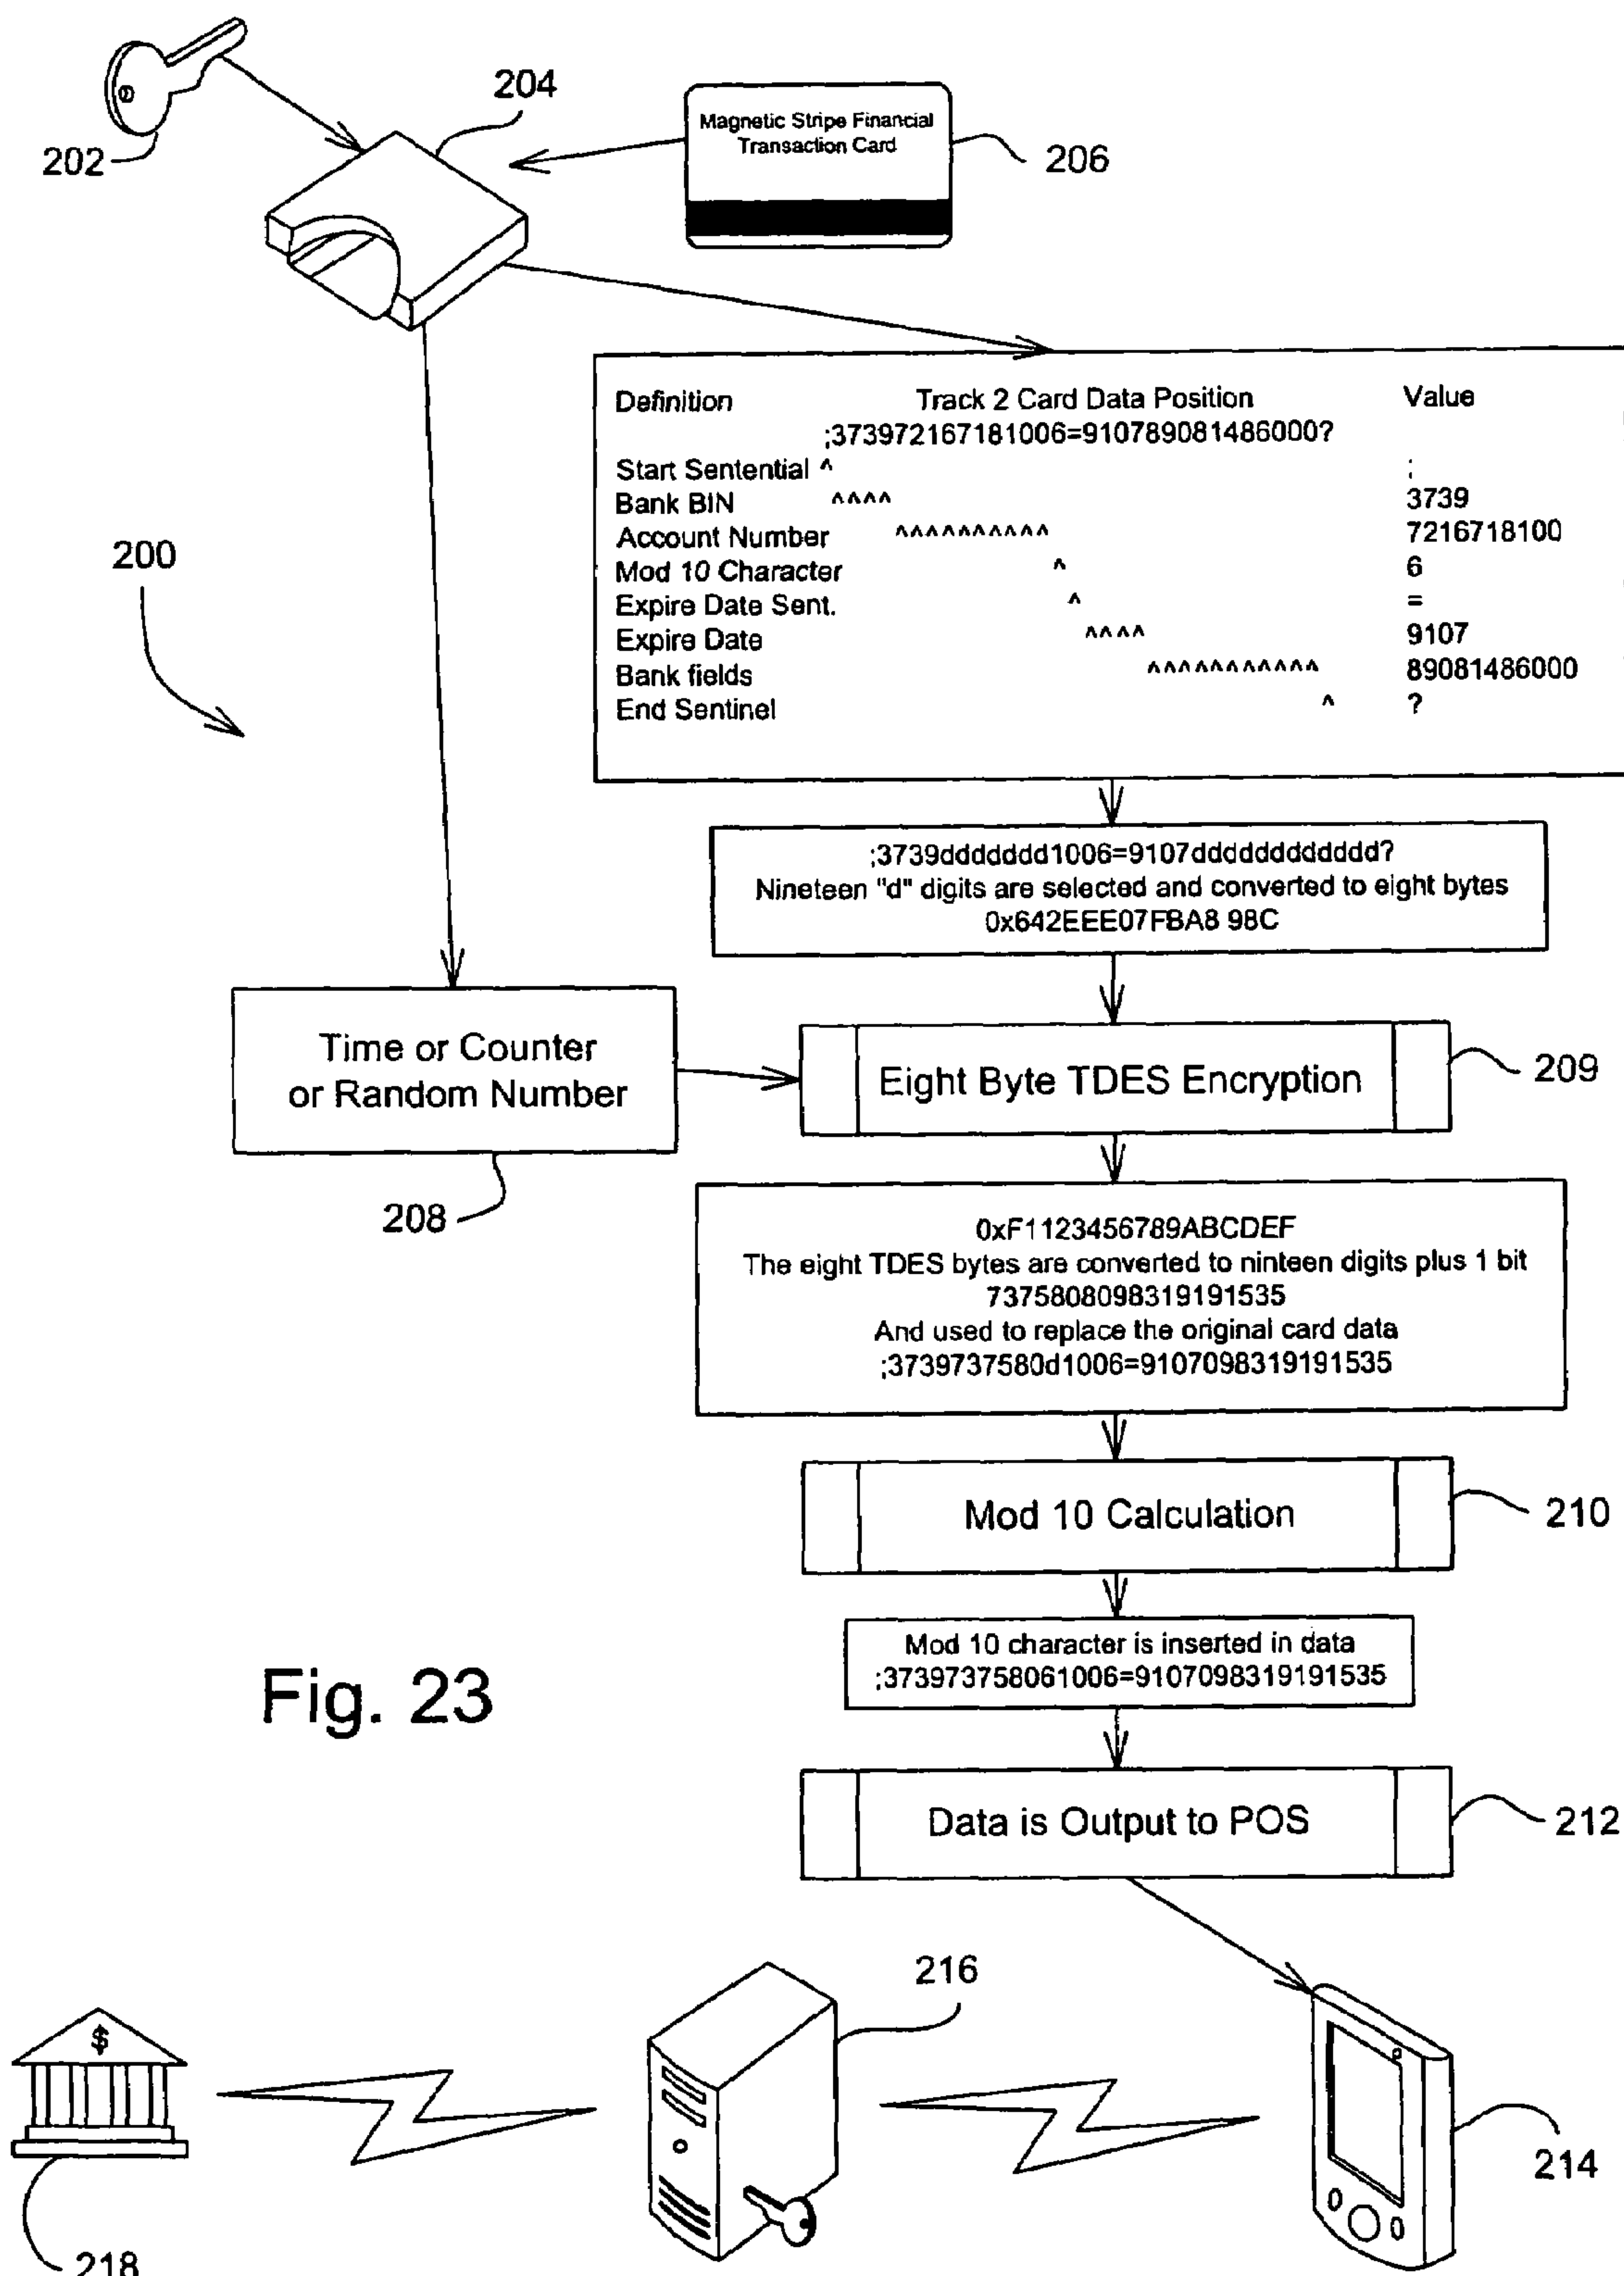 202
204
Magnetic Stripe Financial
Transaction Card
206
Definition Track 2 Card Data Position Value
;373972167181006=910789081486000?
Start Sentential ^ ;
Bank BIN ^^^^ 3739
Account Number ^^^^^^^^^^ 7216718100
Mod 10 Character ^ 6
Expire Date Sent. ^ =
Expire Date ^^^^ 9107
Bank fields ^^^^^^^^^^^ 89081486000
End Sentinel ^ ?
200
;3739ddddddd1006=9107dddddddddddd?
Nineteen "d" digits are selected and converted to eight bytes
0x642EEE07FBA8 98C
Time or Counter
or Random Number
208
Eight Byte TDES Encryption
209
0xF1123456789ABCDEF
The eight TDES bytes are converted to ninteen digits plus 1 bit
7375808098319191535
And used to replace the original card data
;3739737580d1006=9107098319191535
Mod 10 Calculation
210
Mod 10 character is inserted in data
;373973758061006=9107098319191535
Fig. 23
Data is Output to POS
212
216
$
214
218